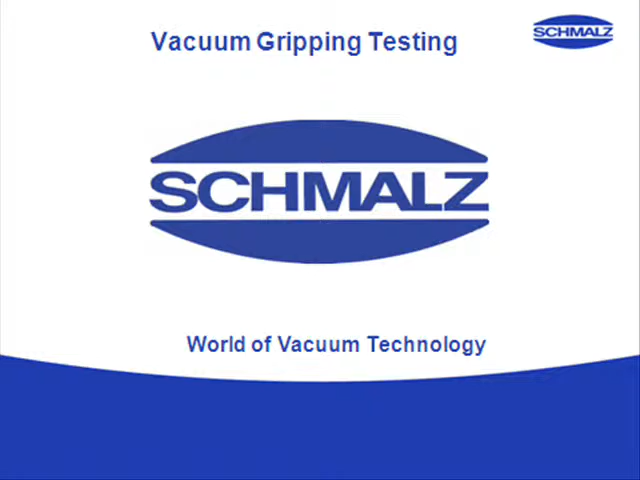 Vacuum Gripping Testing
SCHMALZ
SCHMALZ
World of Vacuum Technology